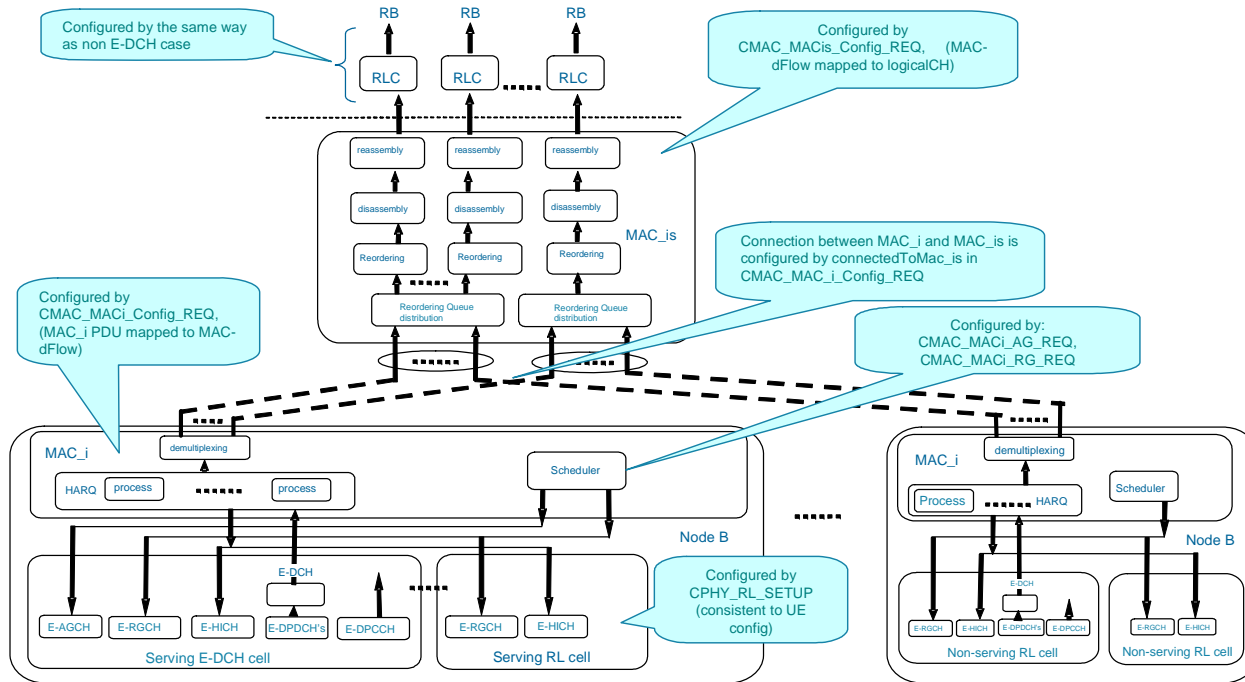 Configured by the same way
as non E-DCH case
RB
RB
RB
RLC
RLC
RLC
Configured by
CMAC_MACis_Config_REQ, (MAC-
dFlow mapped to logicalCH)
reassembly
reassembly
reassembly
disassembly
disassembly
disassembly
MAC_is
Reordering
Reordering
Reordering
Reordering Queue
distribution
Reordering Queue
distribution
Connection between MAC_i and MAC_is is
configured by connectedToMac_is in
CMAC_MAC_i_Config_REQ
Configured by
CMAC_MACi_Config_REQ,
(MAC_i PDU mapped to MAC-
dFlow)
Configured by:
CMAC_MACi_AG_REQ,
CMAC_MACi_RG_REQ
MAC_i
demultiplexing
HARQ
process
process
Scheduler
Node B
E-DCH
E-AGCH
E-RGCH
E-HICH
E-DPDCH's
E-DPCCH
Serving E-DCH cell
E-RGCH
E-HICH
Serving RL cell
Configured by
CPHY_RL_SETUP
(consistent to UE
config)
MAC_i
demultiplexing
Process
HARQ
Scheduler
Node B
E-DCH
E-RGCH
E-HICH
E-DPDCH's
E-DPCCH
Non-serving RL cell
E-RGCH
E-HICH
Non-serving RL cell